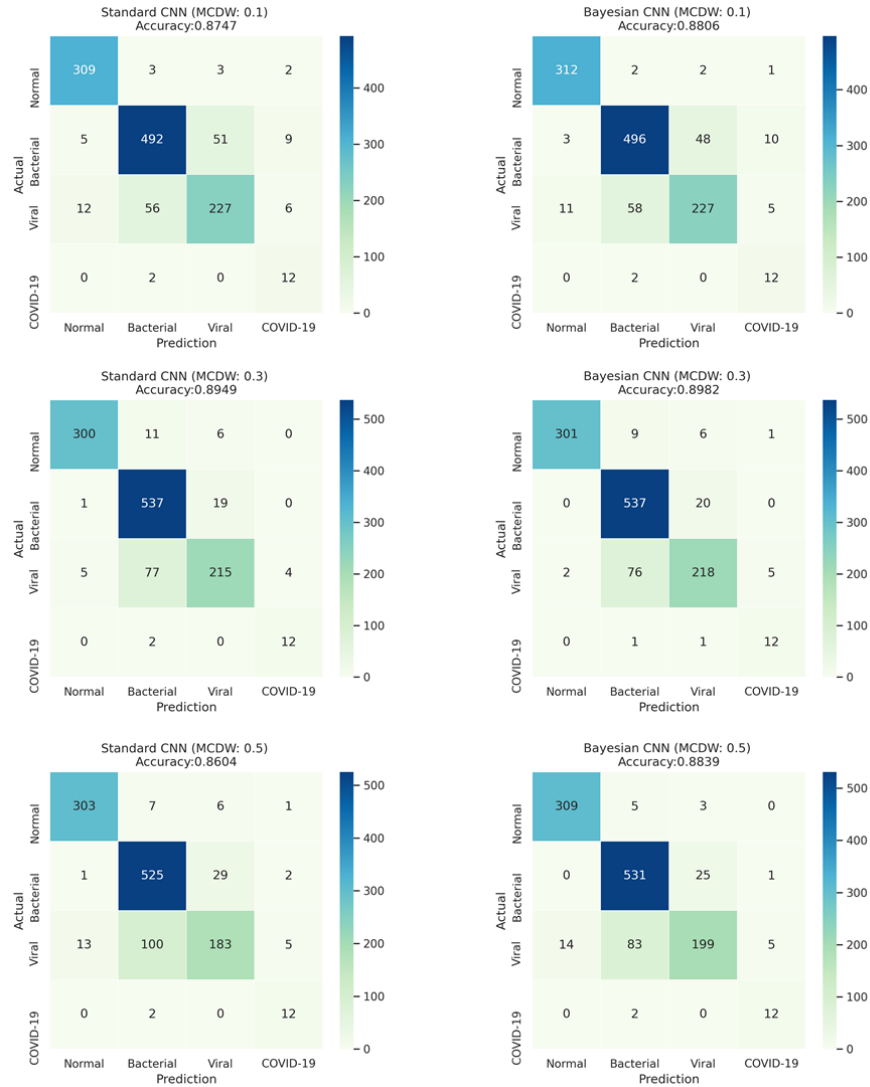 Standard CNN (MCDW: 0.1)
Accuracy:0.8747
Normal
309 3 3 2
Bacterial
5 492 51 9
Viral
12 56 227 6
COVID-19
0 2 0 12
Actual
Normal Bacterial Viral COVID-19
Prediction
400
300
200
100
0
Bayesian CNN (MCDW: 0.1)
Accuracy:0.8806
Normal
312 2 2 1
Bacterial
3 496 48 10
Viral
11 58 227 5
COVID-19
0 2 0 12
Actual
Normal Bacterial Viral COVID-19
Prediction
400
300
200
100
0
Standard CNN (MCDW: 0.3)
Accuracy:0.8949
Normal
300 11 6 0
Bacterial
1 537 19 0
Viral
5 77 215 4
COVID-19
0 2 0 12
Actual
Normal Bacterial Viral COVID-19
Prediction
500
400
300
200
100
0
Bayesian CNN (MCDW: 0.3)
Accuracy:0.8982
Normal
301 9 6 1
Bacterial
0 537 20 0
Viral
2 76 218 5
COVID-19
0 1 1 12
Actual
Normal Bacterial Viral COVID-19
Prediction
500
400
300
200
100
0
Standard CNN (MCDW: 0.5)
Accuracy:0.8604
Normal
303 7 6 1
Bacterial
1 525 29 2
Viral
13 100 183 5
COVID-19
0 2 0 12
Actual
Normal Bacterial Viral COVID-19
Prediction
500
400
300
200
100
0
Bayesian CNN (MCDW: 0.5)
Accuracy:0.8839
Normal
309 5 3 0
Bacterial
0 531 25 1
Viral
14 83 199 5
COVID-19
0 2 0 12
Actual
Normal Bacterial Viral COVID-19
Prediction
500
400
300
200
100
0